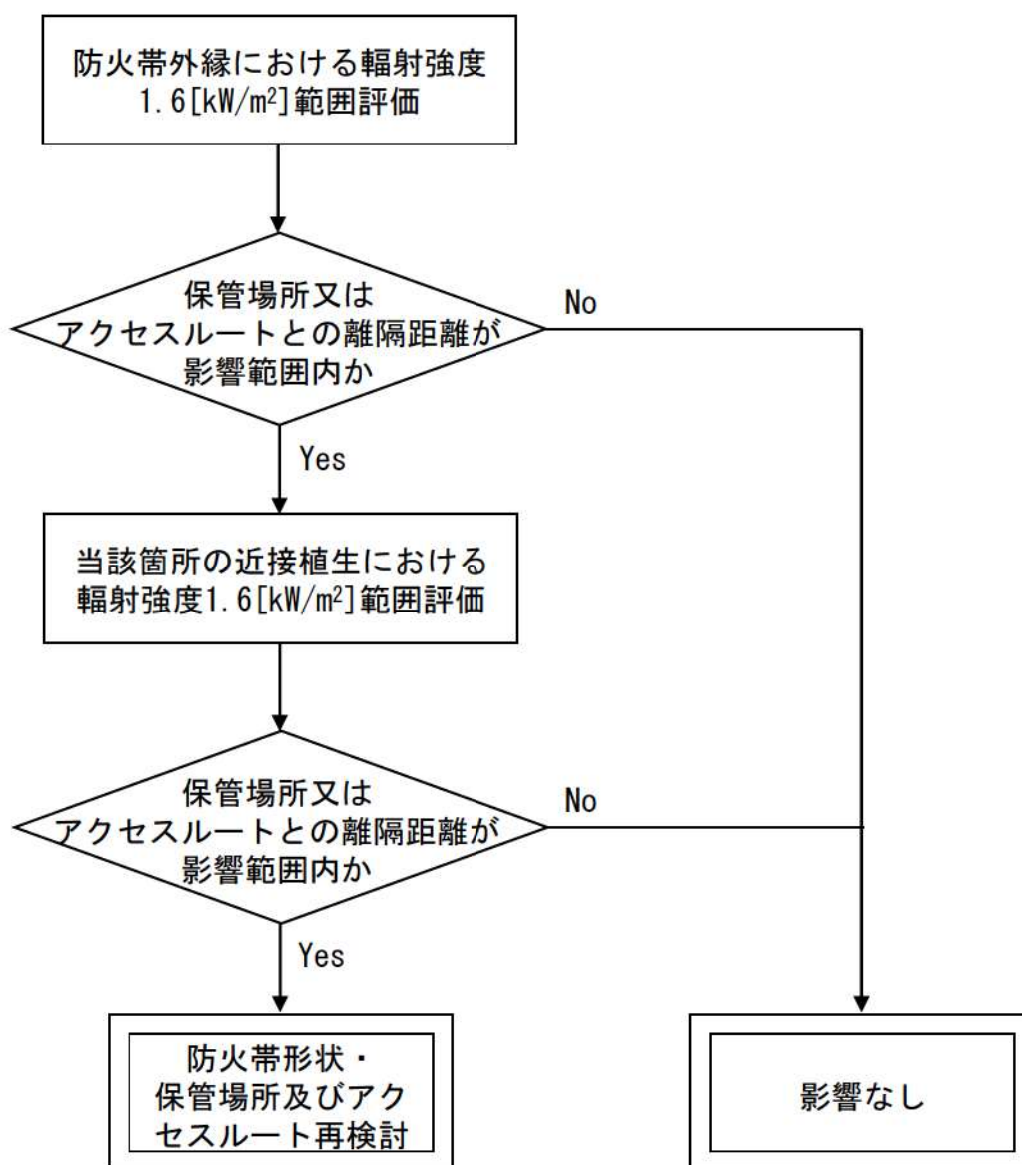 防火帯外縁における輻射強度
1.6[kW/m²]範囲評価
保管場所又は
アクセスルートとの離隔距離が
影響範囲内か
No
Yes
当該箇所の近接植生における
輻射強度1.6[kW/m²]範囲評価
保管場所又は
アクセスルートとの離隔距離が
影響範囲内か
No
Yes
防火帯形状・
保管場所及びアク
セスルート再検討
影響なし